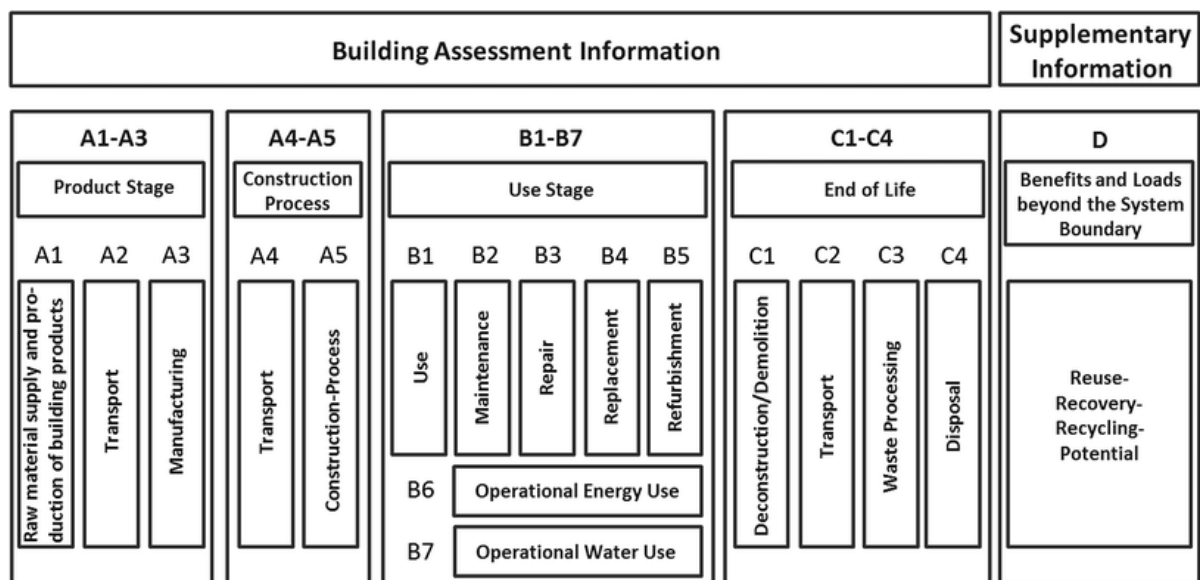 Building Assessment Information
Supplementary
Information
A1-A3
Product Stage
A1
A2
A3
Raw material supply and pro-
duction of building products
Transport
Manufacturing
A4-A5
Construction
Process
A4
A5
Transport
Construction-Process
B1-B7
Use Stage
B1
B2
B3
B4
B5
Use
Maintenance
Repair
Replacement
Refurbishment
B6
Operational Energy Use
B7
Operational Water Use
C1-C4
End of Life
C1
C2
C3
C4
Deconstruction/Demolition
Transport
Waste Processing
Disposal
D
Benefits and Loads
beyond the System
Boundary
Reuse-
Recovery-
Recycling-
Potential